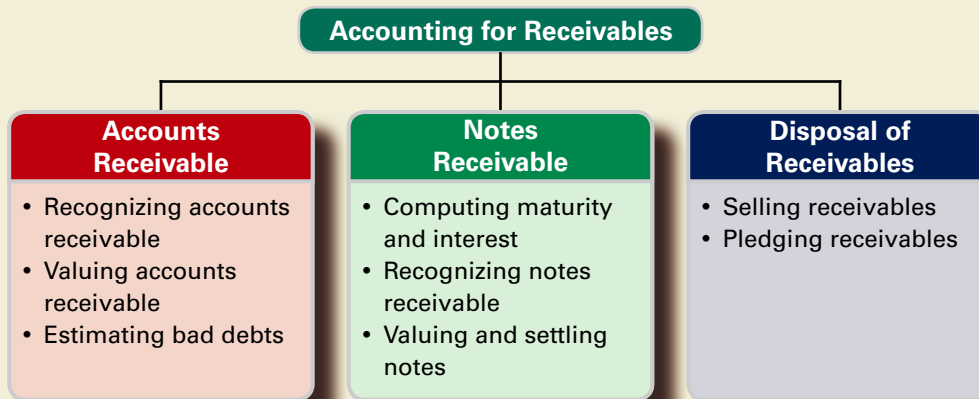 Accounting for Receivables
Accounts
Receivable
• Recognizing accounts
receivable
• Valuing accounts
receivable
• Estimating bad debts
Notes
Receivable
• Computing maturity
and interest
• Recognizing notes
receivable
• Valuing and settling
notes
Disposal of
Receivables
• Selling receivables
• Pledging receivables